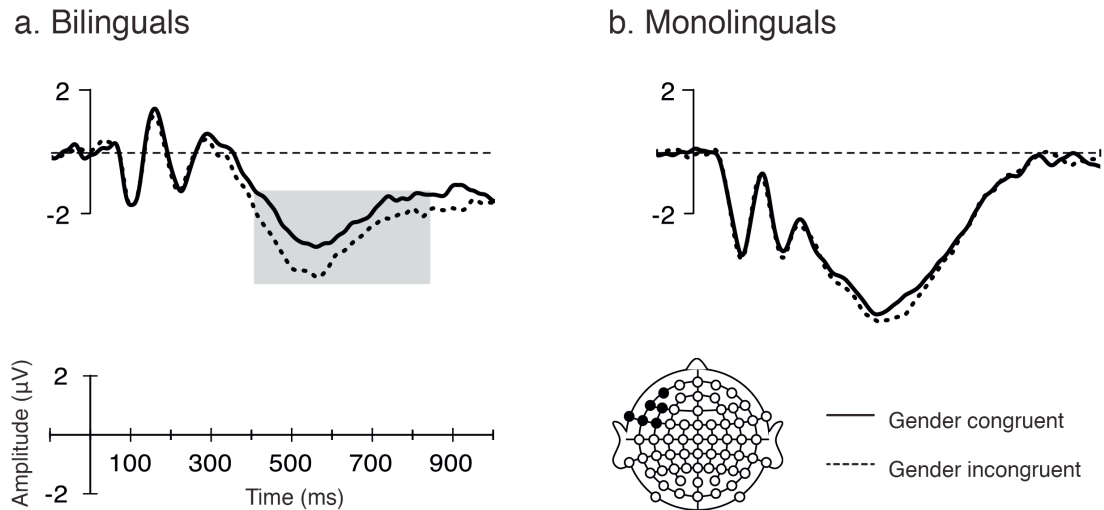 a. Bilinguals
b. Monolinguals
2
-2
2
-2
Amplitude (µV)
2
-2
100 300 500 700 900
Time (ms)
Gender congruent
Gender incongruent